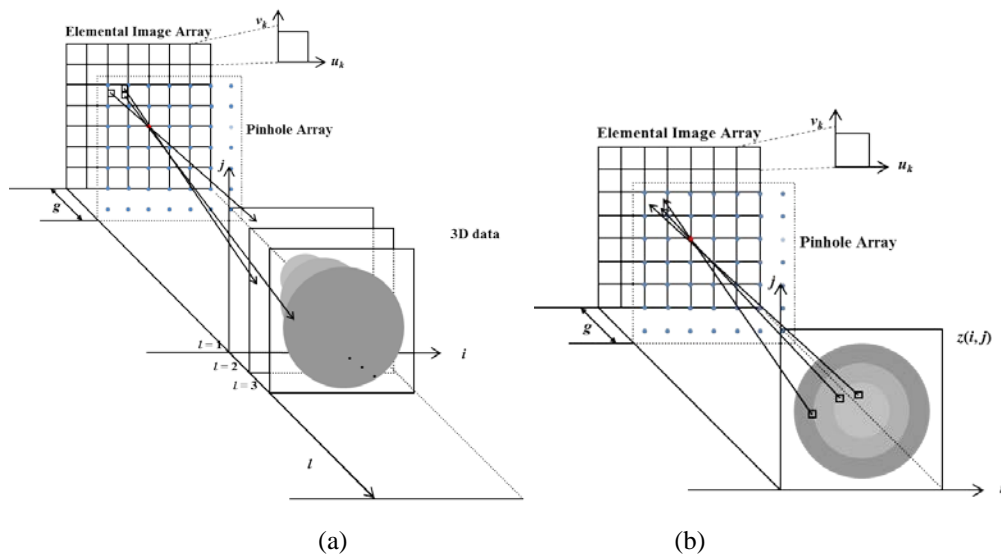 Elemental Image Array
v_k
u_k
Pinhole Array
j
g
3D data
l = 1
l = 2
l = 3
i
l
(a)
Elemental Image Array
v_k
u_k
Pinhole Array
j
g
z(i,j)
(b)